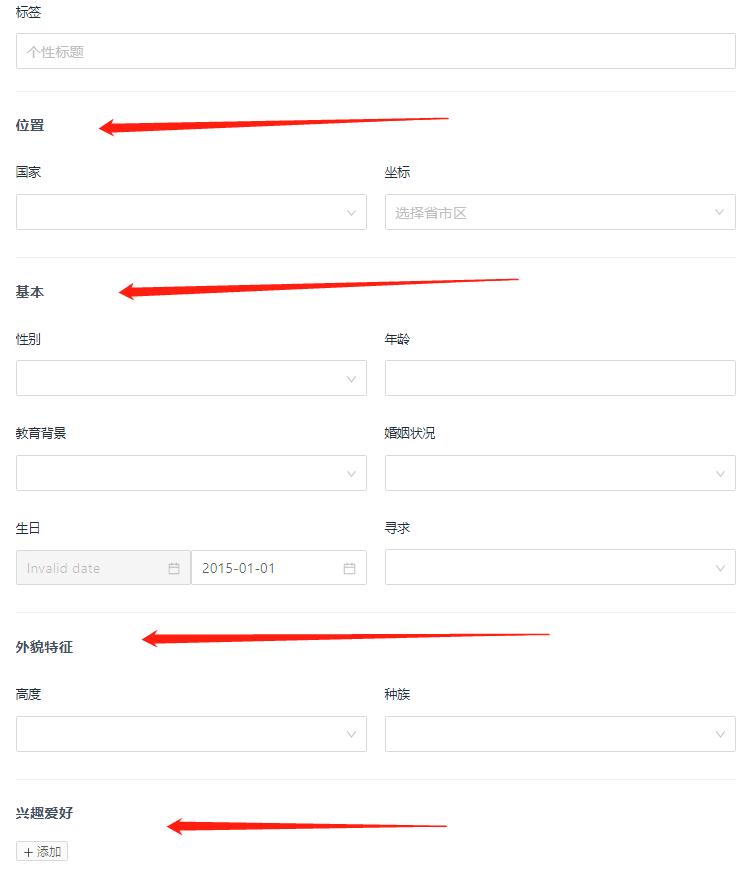 标签
个性标题
位置
国家 坐标
选择省市区
基本
性别 年龄
教育背景 婚姻状况
生日 寻求
Invalid date 2015-01-01
外貌特征
高度 种族
兴趣爱好
+ 添加